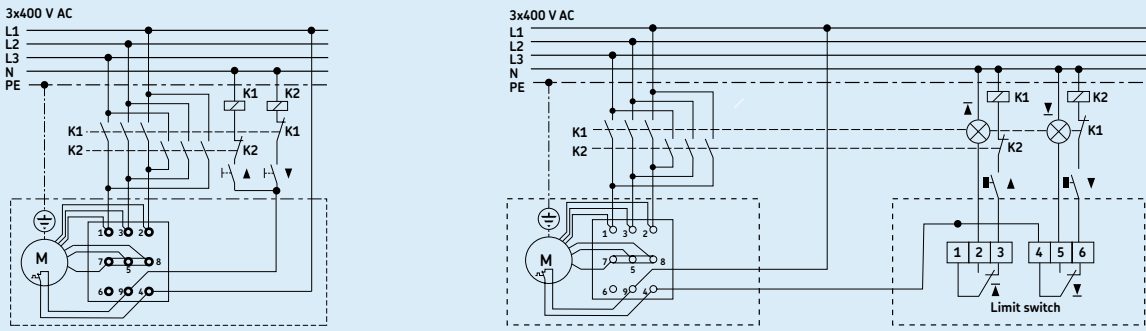 3x400 V AC
L1
L2
L3
N
PE
K1 K2
K1 K1
K2 K2
1 3 2
M
7 5 8
6 9 4
3x400 V AC
L1
L2
L3
N
PE
K1 K2
K1 K1
K2 K2
1 3 2
M
7 5 8
6 9 4
1 2 3 4 5 6
Limit switch